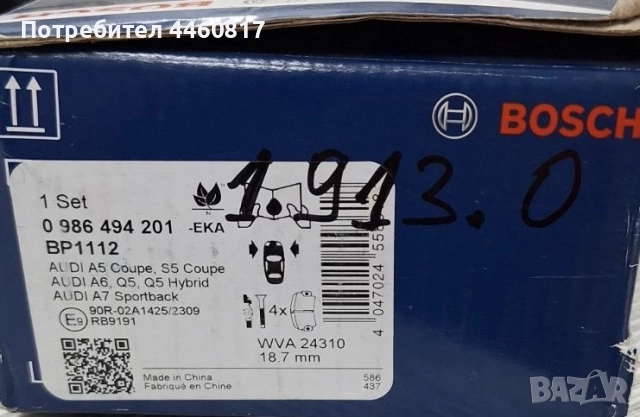 Потребител 4460817
BOSCH
1913.0
1 Set
0 986 494 201 -EKA
BP1112
AUDI A5 Coupe, S5 Coupe
AUDI A6, Q5, Q5 Hybrid
AUDI A7 Sportback
E9 90R-02A1425/2309
RB9191
4x
WVA 24310
18.7 mm
Made in China
Fabriqué en Chine
586
437
BAZAR